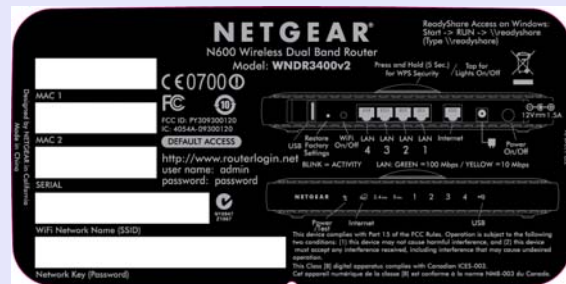 NETGEAR®
N600 Wireless Dual Band Router
Model: WNDR3400v2
ReadyShare Access on Windows:
Start -> RUN -> \\readyshare
(Type \\readyshare)
MAC 1
MAC 2
SERIAL
WiFi Network Name (SSID)
Network Key (Password)
Designed by NETGEAR in California
Made in China
CE0700
FC
10
FCC ID: PY309300120
IC: 4054A-09300120
DEFAULT ACCESS
http://www.routerlogin.net
user name: admin
password: password
N10947
Press and Hold (5 Sec.) / Tap for
for WPS Security / Lights On/Off
12V 1.5A
USB
Restore
Factory
Settings
WiFi
On/Off
LAN
4
LAN
3
LAN
2
LAN
1
Internet
Power
On/Off
BLINK = ACTIVITY
LAN: GREEN =100 Mbps / YELLOW =10 Mbps
NETGEAR
1 2 3 4
Power
/Test
Internet
USB
This device complies with Part 15 of the FCC Rules. Operation is subject to the following
two conditions: (1) this device may not cause harmful interference, and (2) this device
must accept any interference received, including interference that may cause undesired
operation.
This Class [B] digital apparatus complies with Canadian ICES-003.
Cet appareil numérique de la classe [B] est conforme à la norme NMB-003 du Canada.